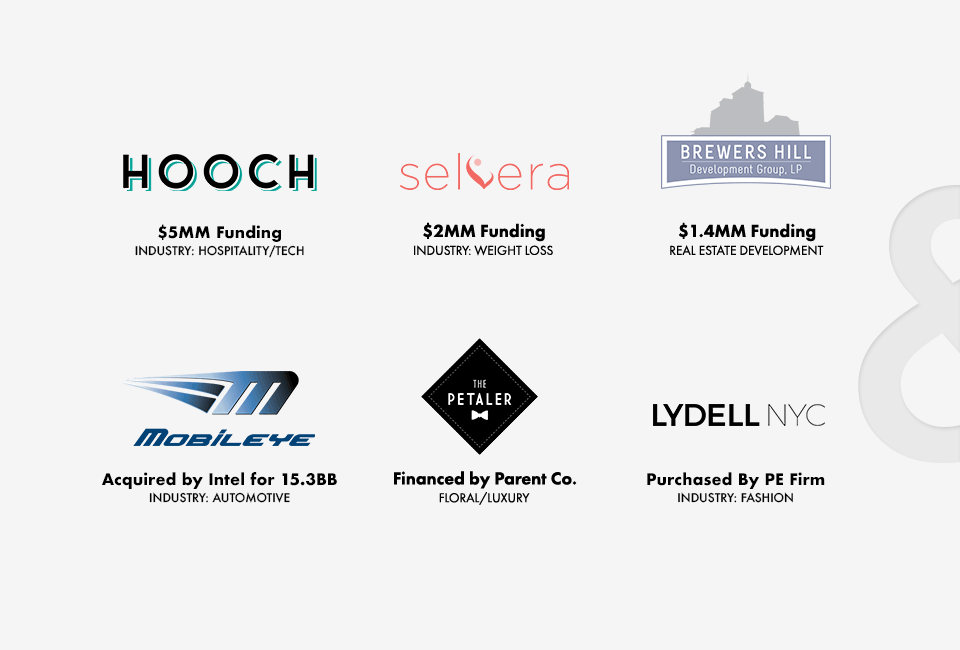 HOOCH
$5MM Funding
INDUSTRY: HOSPITALITY/TECH
selvera
$2MM Funding
INDUSTRY: WEIGHT LOSS
BREWERS HILL
Development Group, LP
$1.4MM Funding
REAL ESTATE DEVELOPMENT
MOBILEYE
Acquired by Intel for 15.3BB
INDUSTRY: AUTOMOTIVE
THE
PETALER
Financed by Parent Co.
FLORAL/LUXURY
LYDELL NYC
Purchased By PE Firm
INDUSTRY: FASHION
&